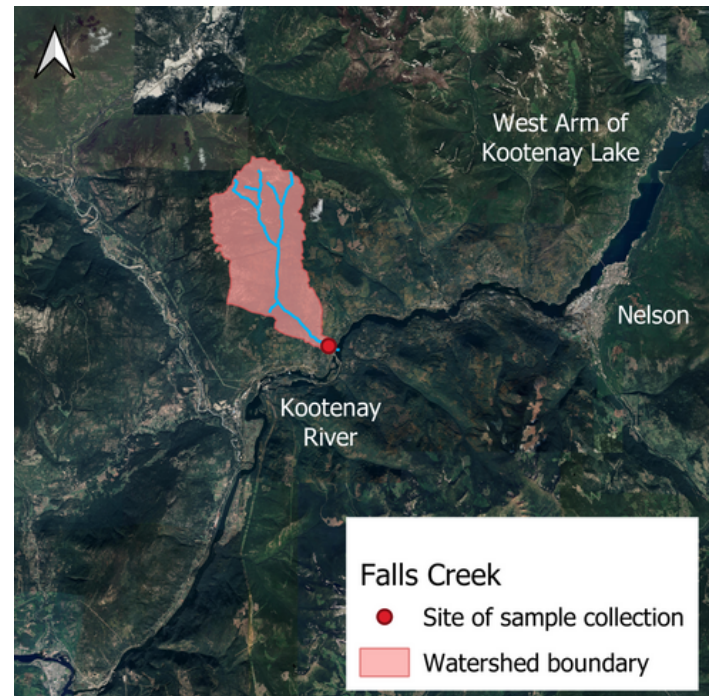 West Arm of
Kootenay Lake
Nelson
Kootenay
River
Falls Creek
Site of sample collection
Watershed boundary